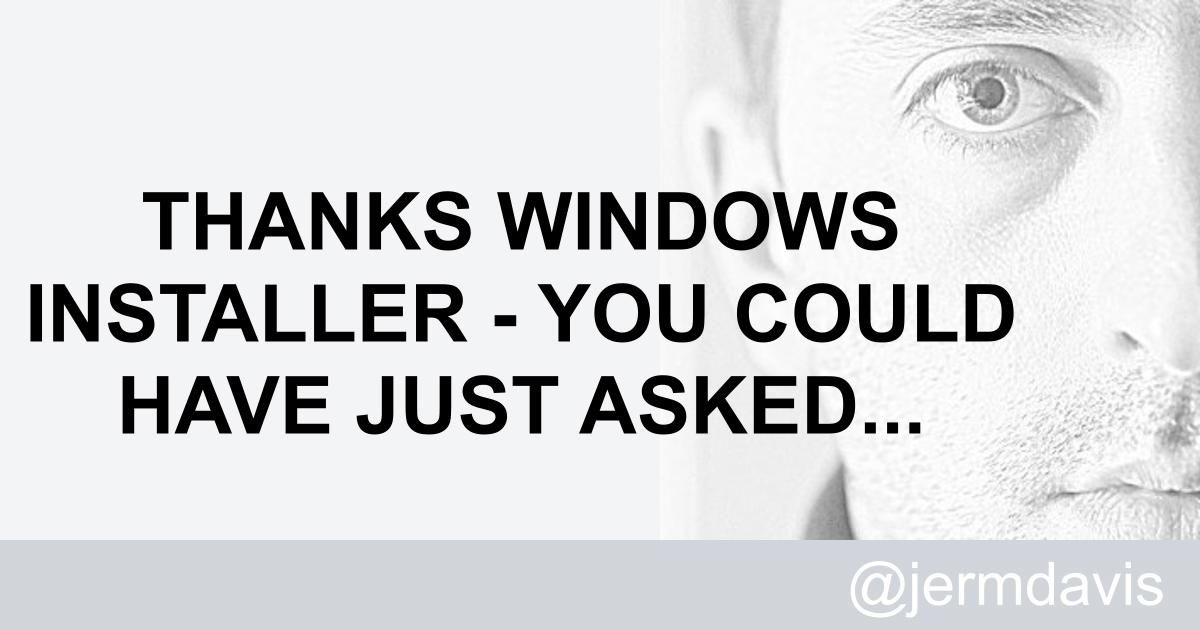 THANKS WINDOWS
INSTALLER - YOU COULD
HAVE JUST ASKED...
@jermdavis